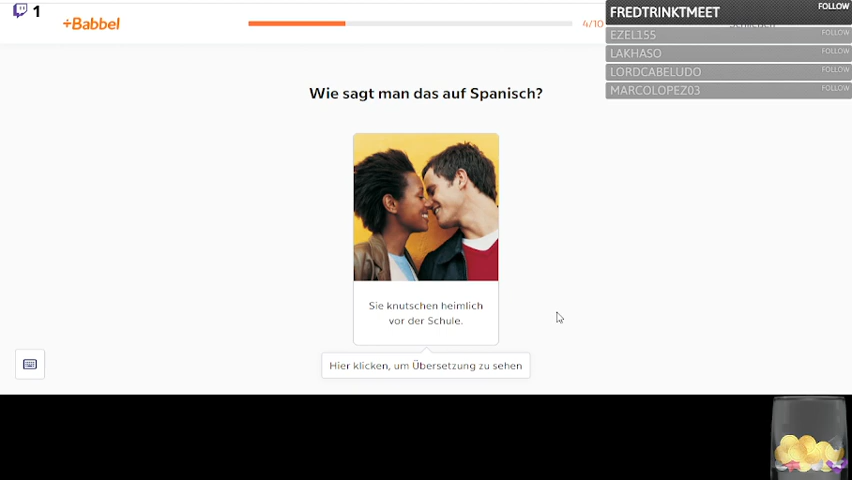 1
+Babbel
4/10
FREDTRINKTMEET FOLLOW
EZEL155 FOLLOW
LAKHASO FOLLOW
LORDCABELUDO FOLLOW
MARCOLOPEZ03 FOLLOW
Wie sagt man das auf Spanisch?
Sie knutschen heimlich
vor der Schule.
Hier klicken, um Übersetzung zu sehen